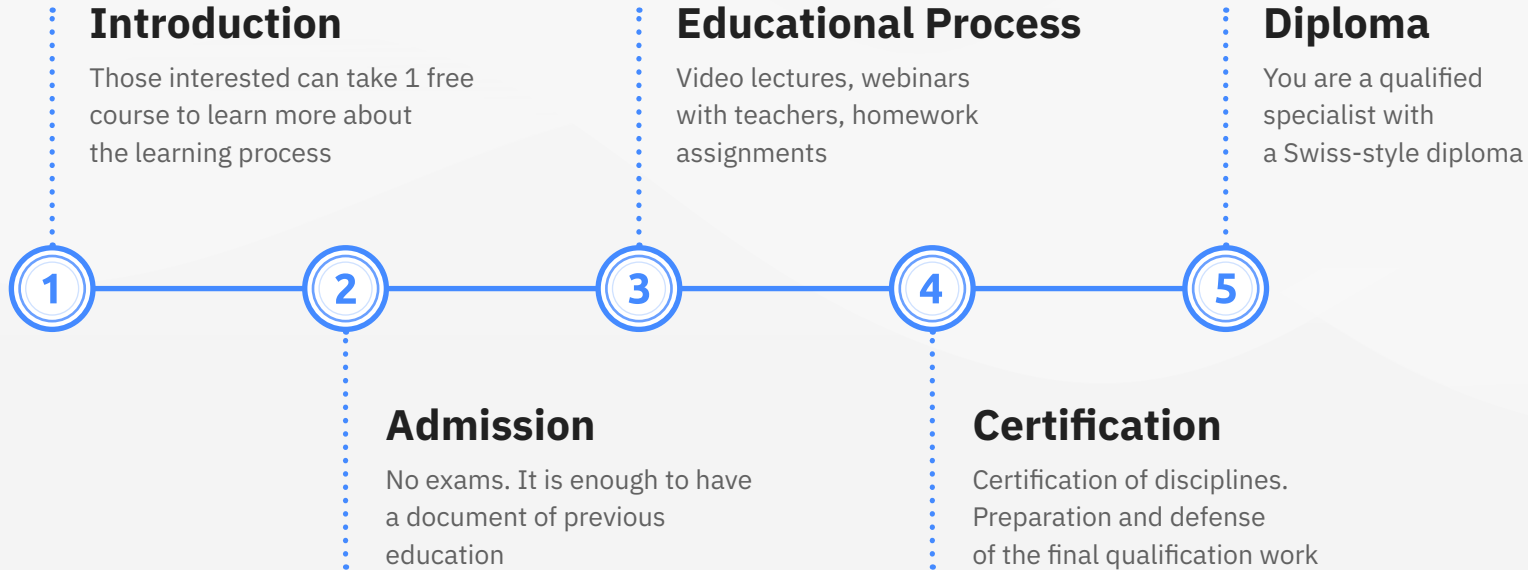 Introduction
Those interested can take 1 free
course to learn more about
the learning process
Educational Process
Video lectures, webinars
with teachers, homework
assignments
Diploma
You are a qualified
specialist with
a Swiss-style diploma
1
2
3
4
5
Admission
No exams. It is enough to have
a document of previous
education
Certification
Certification of disciplines.
Preparation and defense
of the final qualification work